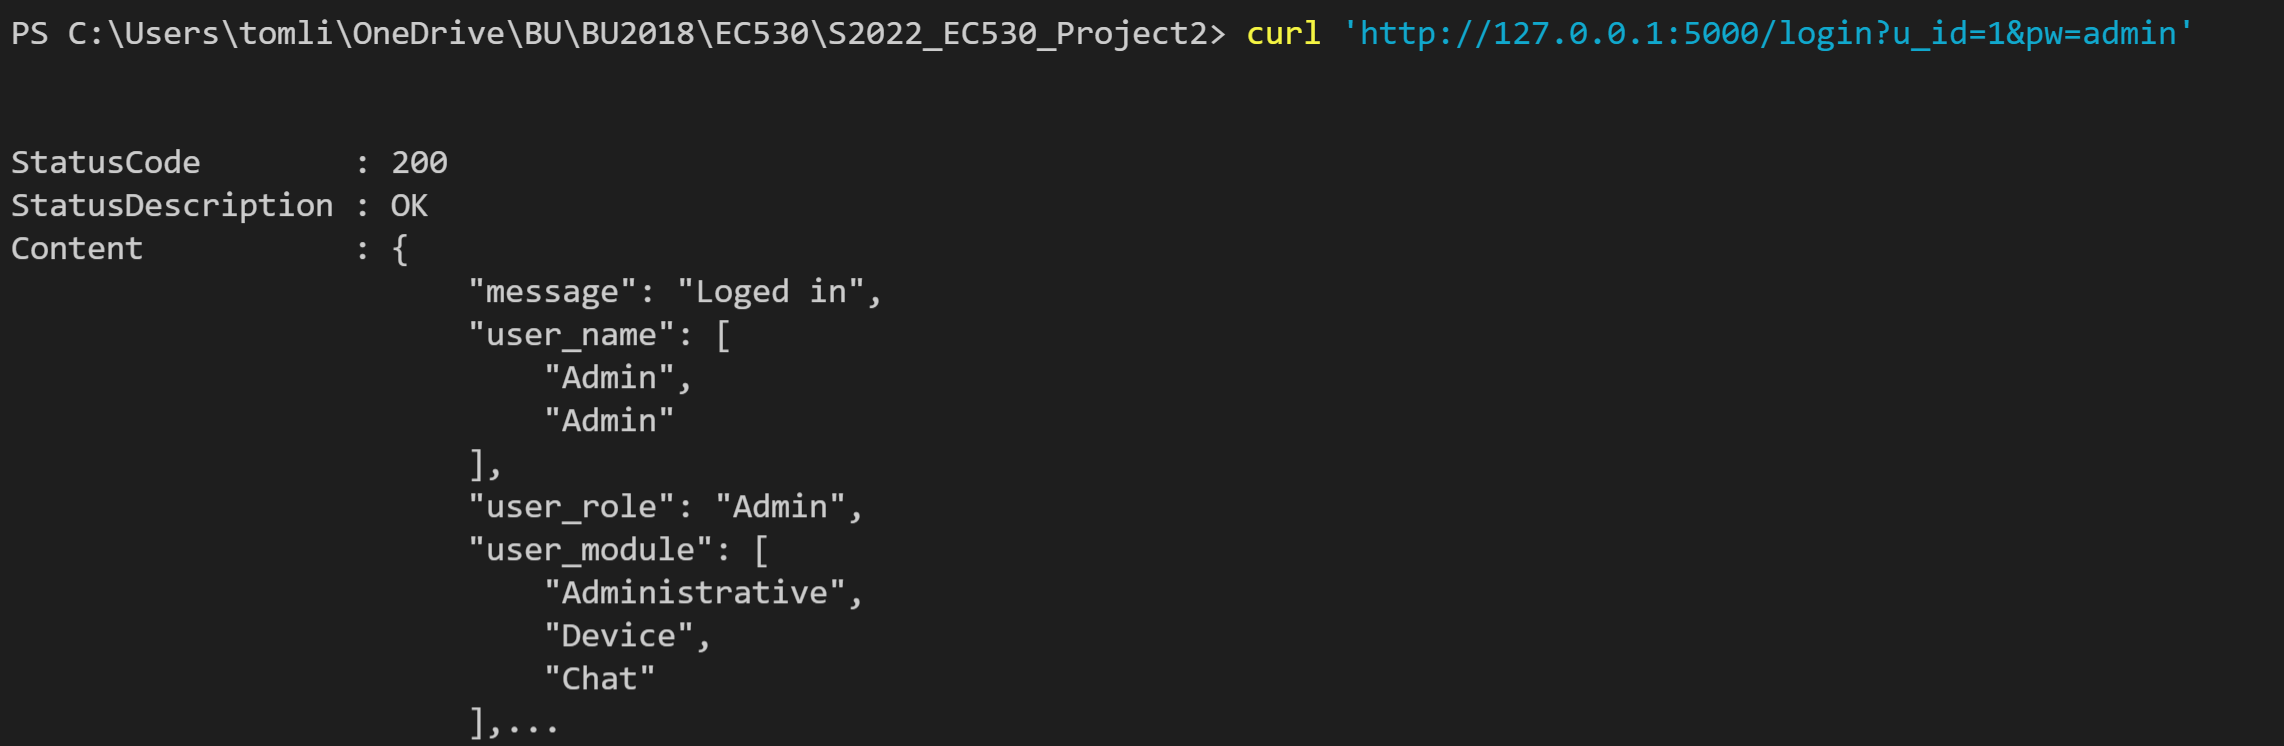 PS C:\Users\tomli\OneDrive\BU\BU2018\EC530\S2022_EC530_Project2> curl 'http://127.0.0.1:5000/login?u_id=1&pw=admin'
StatusCode        : 200
StatusDescription : OK
Content           : {
                        "message": "Loged in",
                        "user_name": [
                            "Admin",
                            "Admin"
                        ],
                        "user_role": "Admin",
                        "user_module": [
                            "Administrative",
                            "Device",
                            "Chat"
                        ],...